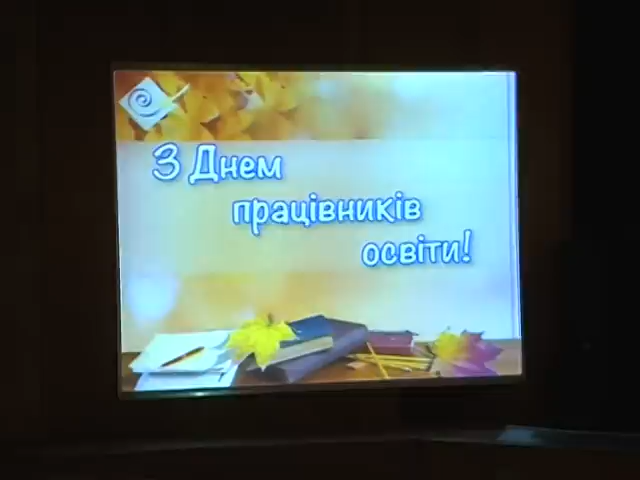 З Днем
працівників
освіти!